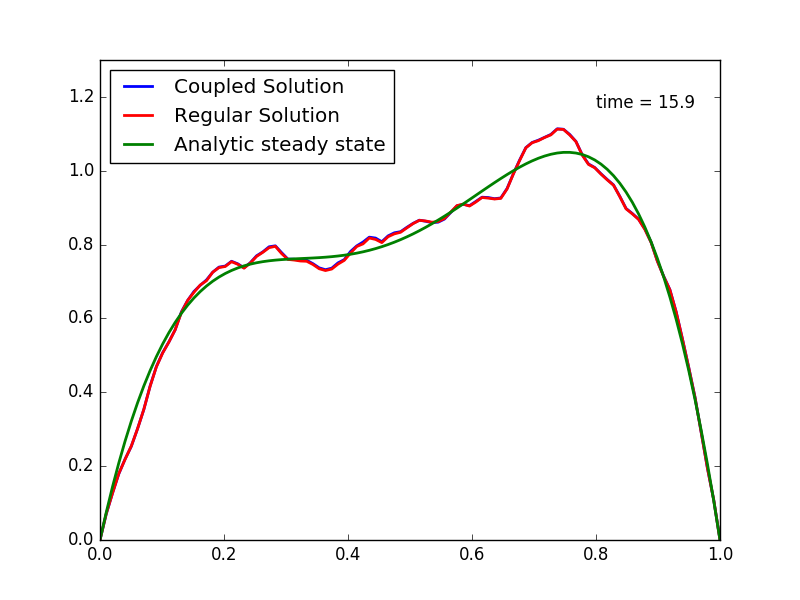 Coupled Solution
Regular Solution
Analytic steady state
time = 15.9
1.2
1.0
0.8
0.6
0.4
0.2
0.0
0.0 0.2 0.4 0.6 0.8 1.0